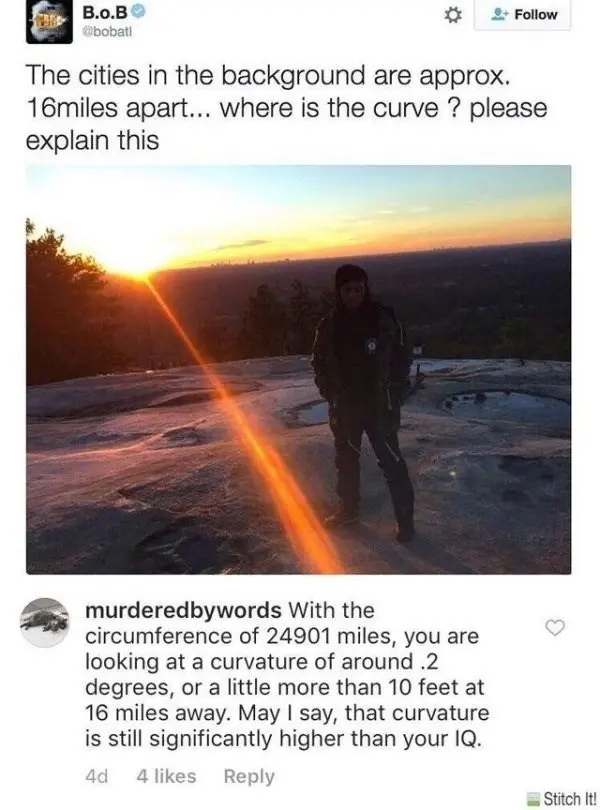 B.o.B
@bobatl
Follow
The cities in the background are approx.
16miles apart... where is the curve ? please
explain this
murderedbywords With the
circumference of 24901 miles, you are
looking at a curvature of around .2
degrees, or a little more than 10 feet at
16 miles away. May I say, that curvature
is still significantly higher than your IQ.
4d 4 likes Reply
Stitch It!